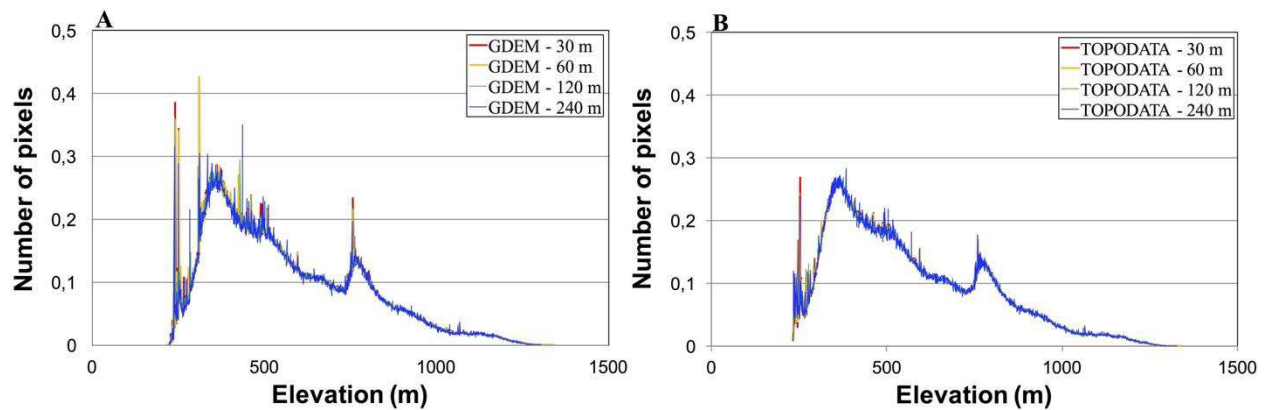 A
0,5
0,4
0,3
0,2
0,1
0
Number of pixels
GDEM - 30 m
GDEM - 60 m
GDEM - 120 m
GDEM - 240 m
0 500 1000 1500
Elevation (m)
B
0,5
0,4
0,3
0,2
0,1
0
Number of pixels
TOPODATA - 30 m
TOPODATA - 60 m
TOPODATA - 120 m
TOPODATA - 240 m
0 500 1000 1500
Elevation (m)